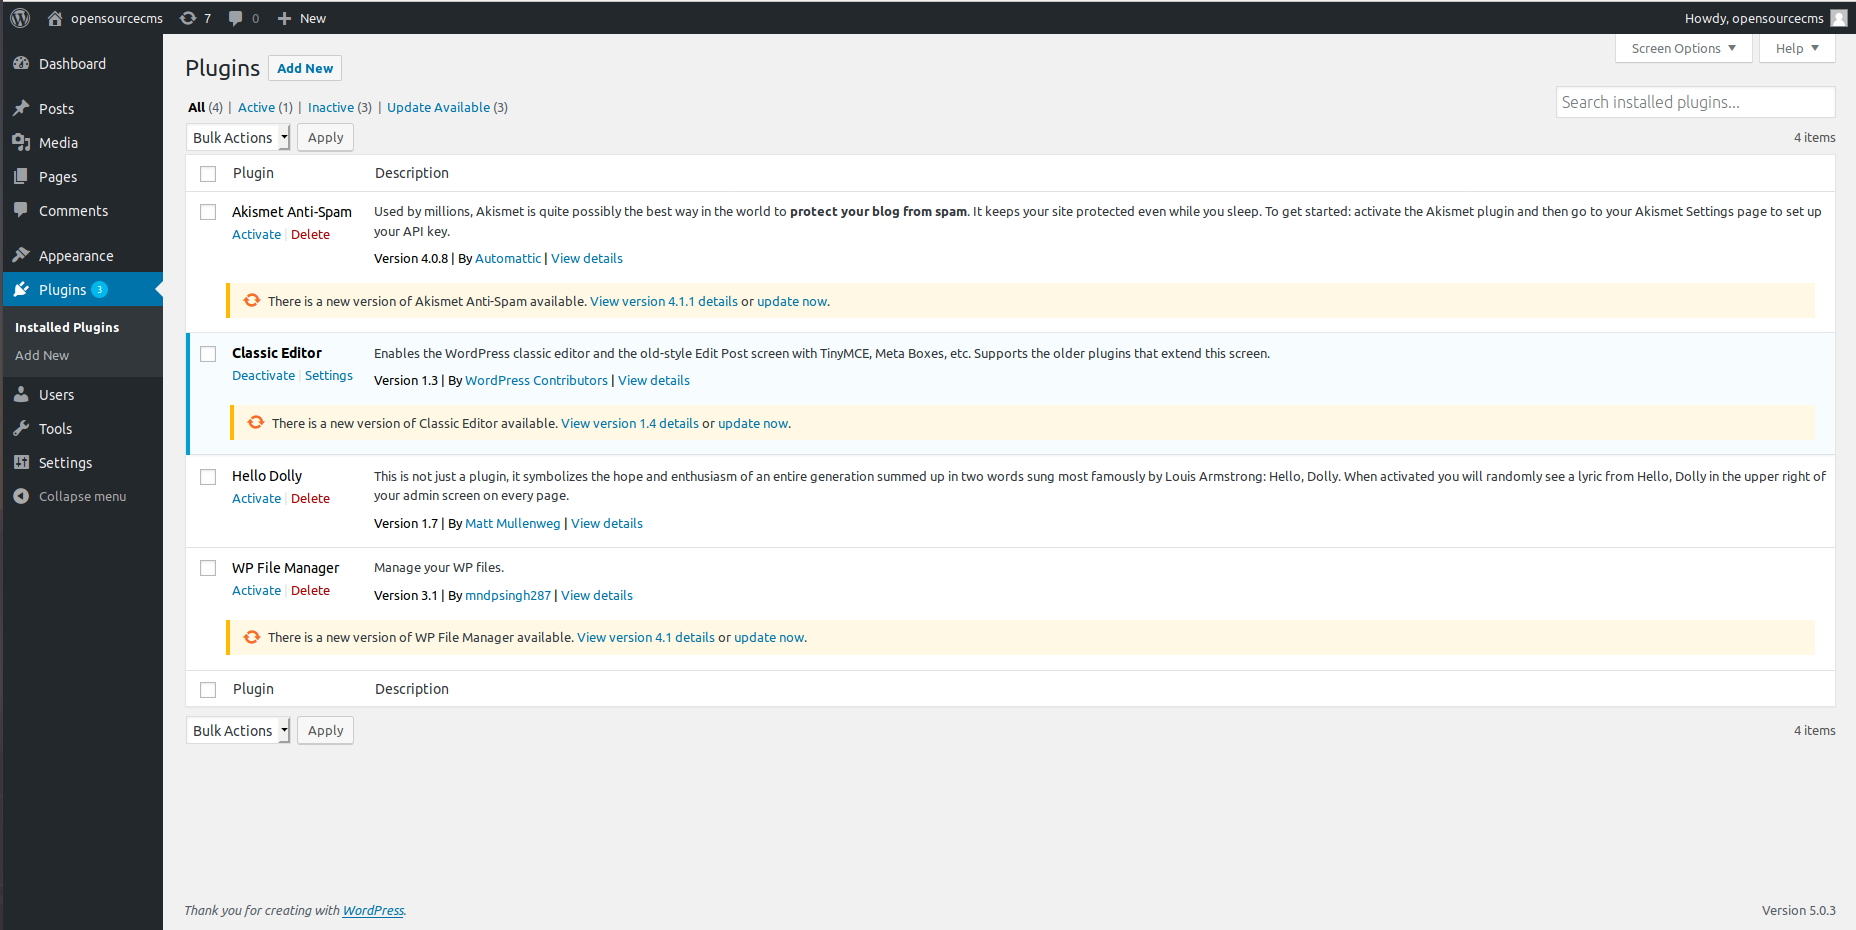 opensourcecms 7 0 New Howdy, opensourcecms
Screen Options Help
Dashboard
Posts
Media
Pages
Comments
Appearance
Plugins 3
Installed Plugins
Add New
Users
Tools
Settings
Collapse menu
Plugins Add New
All (4) | Active (1) | Inactive (3) | Update Available (3)
Search installed plugins...
Bulk Actions Apply 4 items
Plugin Description
Akismet Anti-Spam
Activate | Delete
Used by millions, Akismet is quite possibly the best way in the world to protect your blog from spam. It keeps your site protected even while you sleep. To get started: activate the Akismet plugin and then go to your Akismet Settings page to set up
your API key.
Version 4.0.8 | By Automattic | View details
There is a new version of Akismet Anti-Spam available. View version 4.1.1 details or update now.
Classic Editor
Deactivate | Settings
Enables the WordPress classic editor and the old-style Edit Post screen with TinyMCE, Meta Boxes, etc. Supports the older plugins that extend this screen.
Version 1.3 | By WordPress Contributors | View details
There is a new version of Classic Editor available. View version 1.4 details or update now.
Hello Dolly
Activate | Delete
This is not just a plugin, it symbolizes the hope and enthusiasm of an entire generation summed up in two words sung most famously by Louis Armstrong: Hello, Dolly. When activated you will randomly see a lyric from Hello, Dolly in the upper right of
your admin screen on every page.
Version 1.7 | By Matt Mullenweg | View details
WP File Manager
Activate | Delete
Manage your WP files.
Version 3.1 | By mndpsingh287 | View details
There is a new version of WP File Manager available. View version 4.1 details or update now.
Plugin Description
Bulk Actions Apply 4 items
Thank you for creating with WordPress. Version 5.0.3